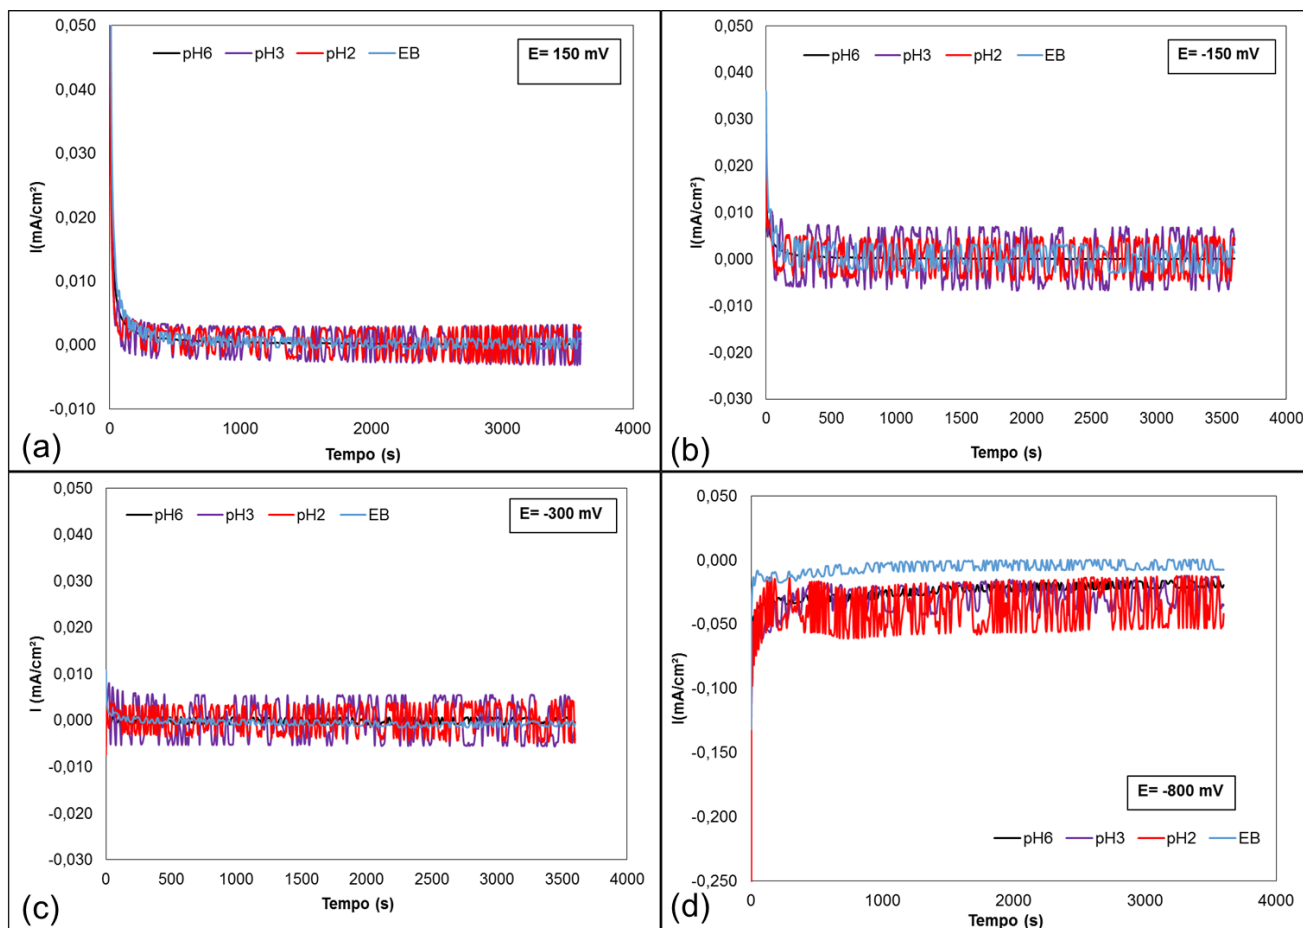 0,050
0,040
0,030
0,020
0,010
0,000
-0,010
I(mA/cm²)
pH6 pH3 pH2 EB
E= 150 mV
0 1000 2000 3000 4000
Tempo (s)
(a)
0,050
0,040
0,030
0,020
0,010
0,000
-0,010
-0,020
-0,030
I(mA/cm²)
pH6 pH3 pH2 EB
E= -150 mV
0 500 1000 1500 2000 2500 3000 3500 4000
Tempo (s)
(b)
0,050
0,040
0,030
0,020
0,010
0,000
-0,010
-0,020
-0,030
I (mA/cm²)
pH6 pH3 pH2 EB
E= -300 mV
0 500 1000 1500 2000 2500 3000 3500 4000
Tempo (s)
(c)
0,050
0,000
-0,050
-0,100
-0,150
-0,200
-0,250
I(mA/cm²)
E= -800 mV
pH6 pH3 pH2 EB
0 1000 2000 3000 4000
Tempo (s)
(d)